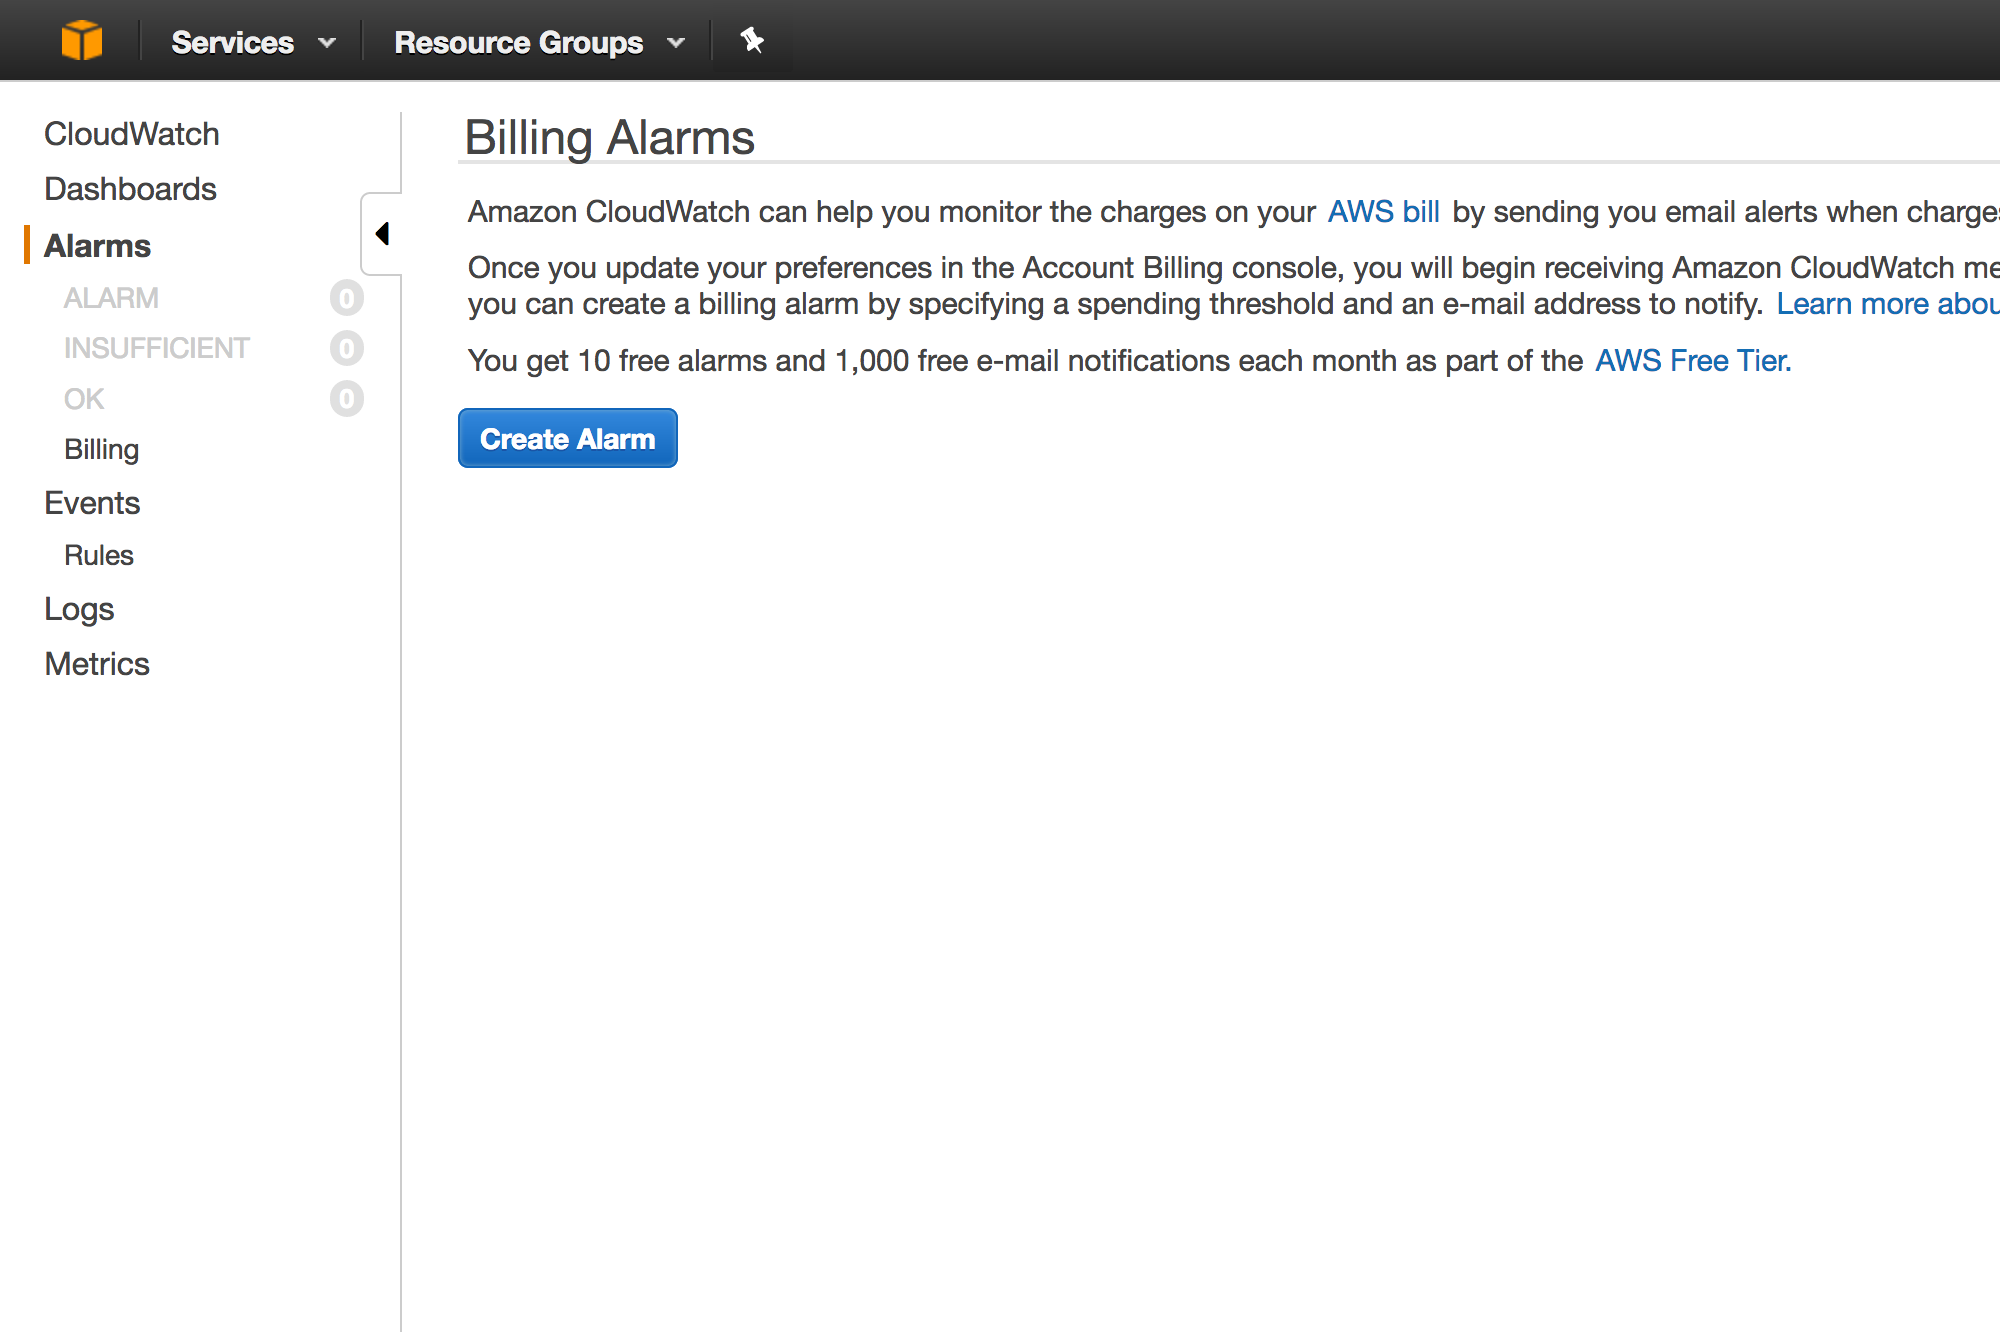 Services
Resource Groups
CloudWatch
Dashboards
Alarms
ALARM 0
INSUFFICIENT 0
OK 0
Billing
Events
Rules
Logs
Metrics
Billing Alarms
Amazon CloudWatch can help you monitor the charges on your AWS bill by sending you email alerts when charges
Once you update your preferences in the Account Billing console, you will begin receiving Amazon CloudWatch me
you can create a billing alarm by specifying a spending threshold and an e-mail address to notify. Learn more abou
You get 10 free alarms and 1,000 free e-mail notifications each month as part of the AWS Free Tier.
Create Alarm